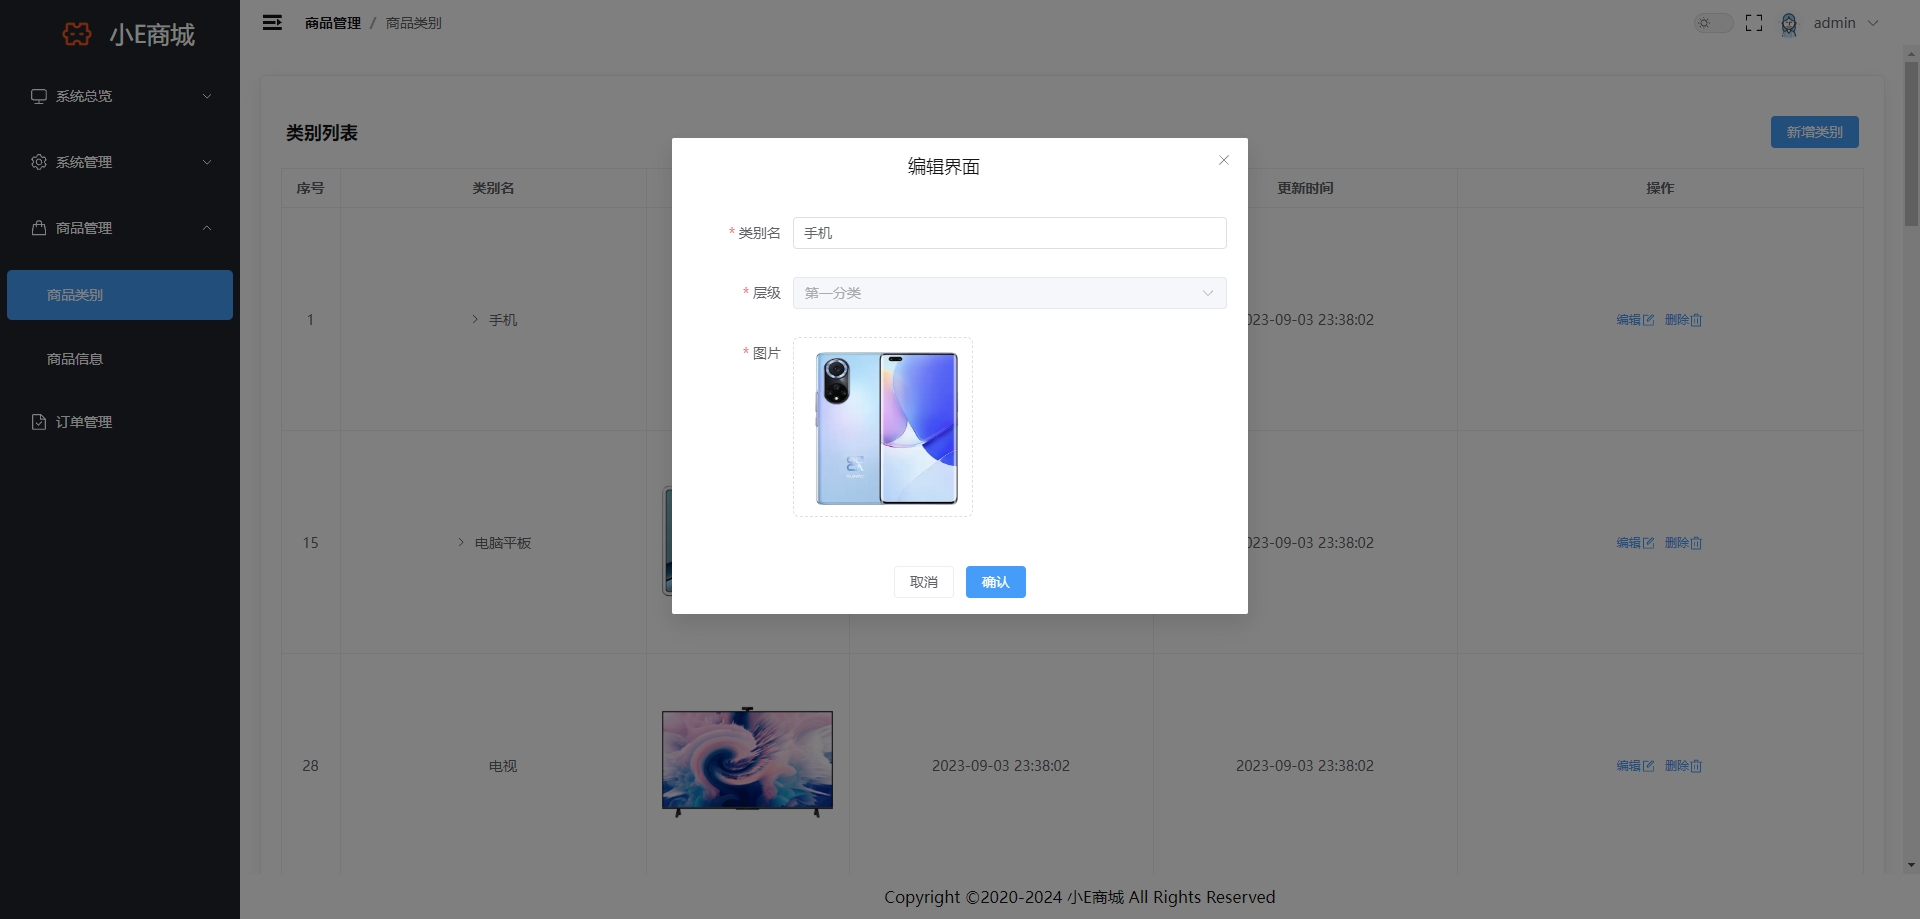 小E商城
商品管理 / 商品类别
admin
系统总览
系统管理
商品管理
商品类别
商品信息
订单管理
类别列表
新增类别
序号
类别名
更新时间
操作
1
手机
023-09-03 23:38:02
编辑
删除
15
电脑平板
023-09-03 23:38:02
编辑
删除
28
电视
2023-09-03 23:38:02
2023-09-03 23:38:02
编辑
删除
编辑界面
* 类别名
手机
* 层级
第一分类
* 图片
取消
确认
Copyright ©2020-2024 小E商城 All Rights Reserved